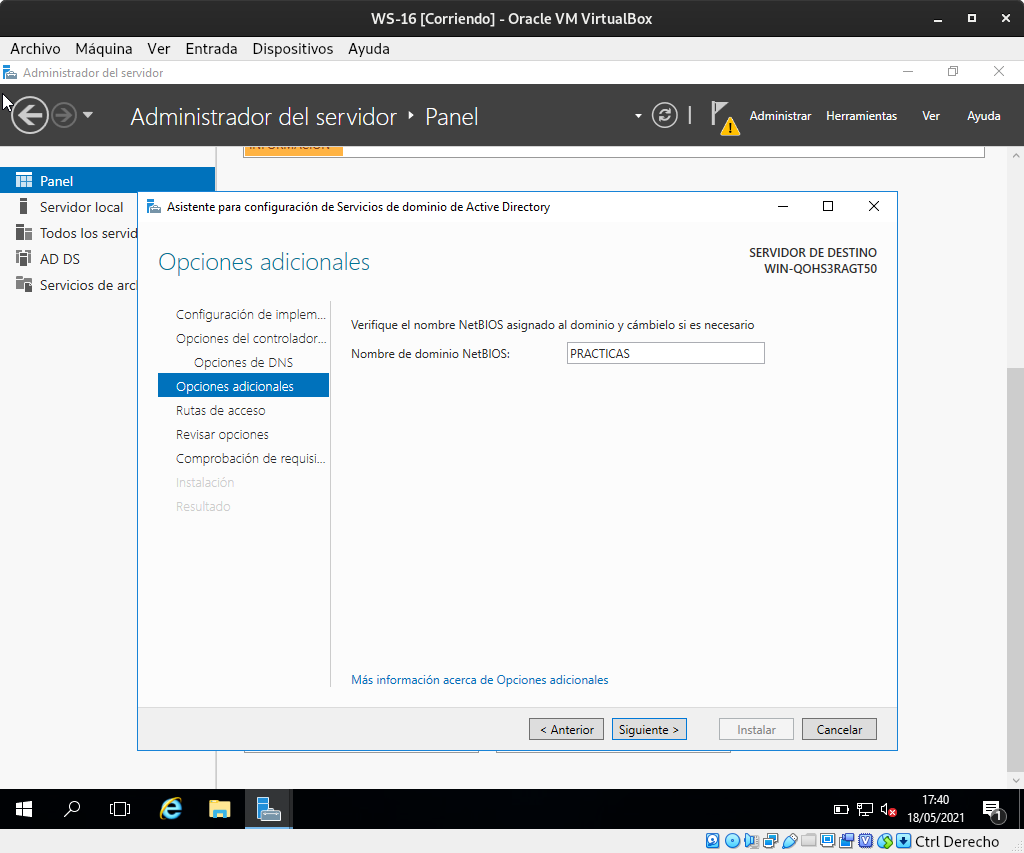 WS-16 [Corriendo] - Oracle VM VirtualBox
Archivo Máquina Ver Entrada Dispositivos Ayuda
Administrador del servidor
Administrador del servidor Panel
Administrar Herramientas Ver Ayuda
INFORMACIÓN
Panel
Servidor local
Todos los servid
AD DS
Servicios de arc
Asistente para configuración de Servicios de dominio de Active Directory
Opciones adicionales
SERVIDOR DE DESTINO
WIN-QOHS3RAGT50
Configuración de implem...
Opciones del controlador...
Opciones de DNS
Opciones adicionales
Rutas de acceso
Revisar opciones
Comprobación de requisi...
Instalación
Resultado
Verifique el nombre NetBIOS asignado al dominio y cámbielo si es necesario
Nombre de dominio NetBIOS: PRACTICAS
Más información acerca de Opciones adicionales
< Anterior Siguiente > Instalar Cancelar
17:40
18/05/2021
1
Ctrl Derecho